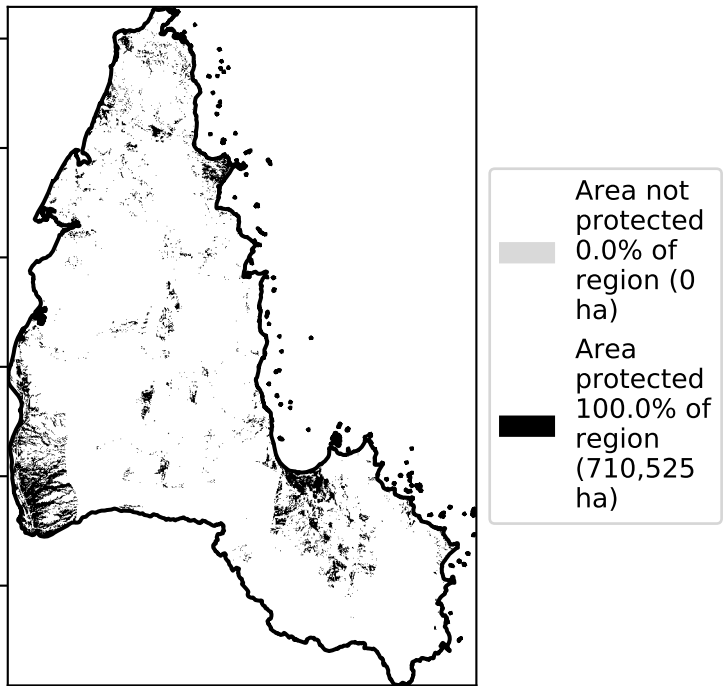 Area not
protected
0.0% of
region (0
ha)
Area
protected
100.0% of
region
(710,525
ha)